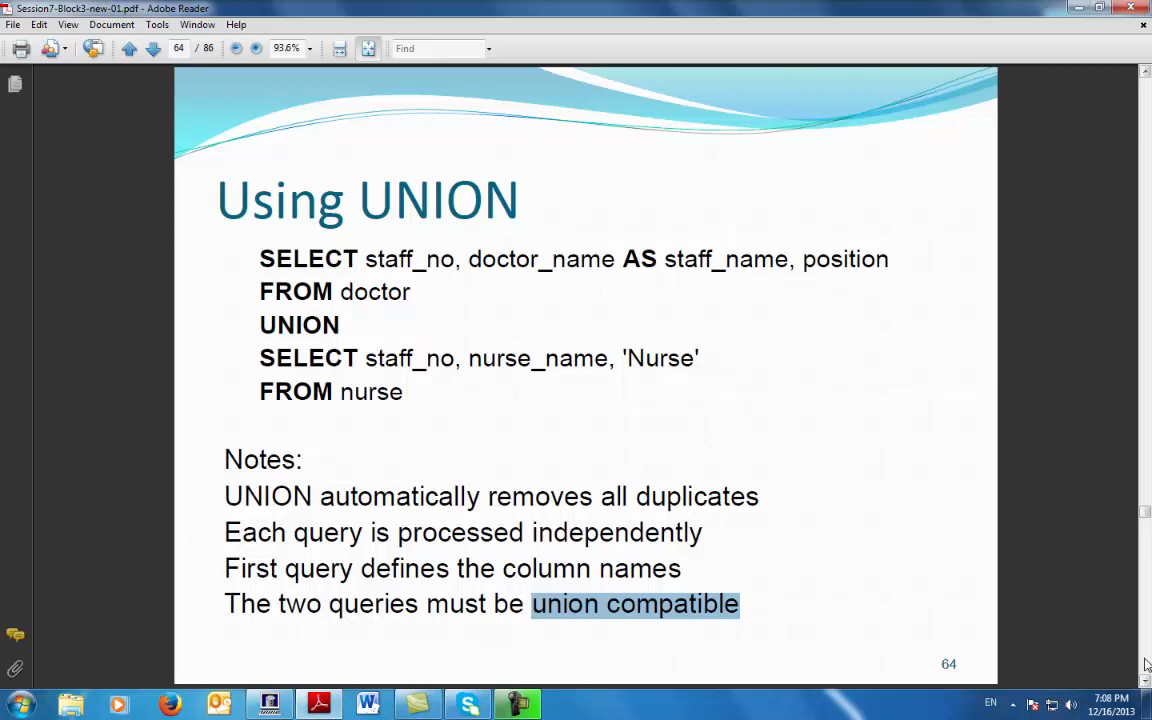 Session7-Block3-new-01.pdf - Adobe Reader
File Edit View Document Tools Window Help
64 / 86 93.6% Find
Using UNION
SELECT staff_no, doctor_name AS staff_name, position
FROM doctor
UNION
SELECT staff_no, nurse_name, 'Nurse'
FROM nurse
Notes:
UNION automatically removes all duplicates
Each query is processed independently
First query defines the column names
The two queries must be union compatible
64
EN 7:08 PM
12/16/2013